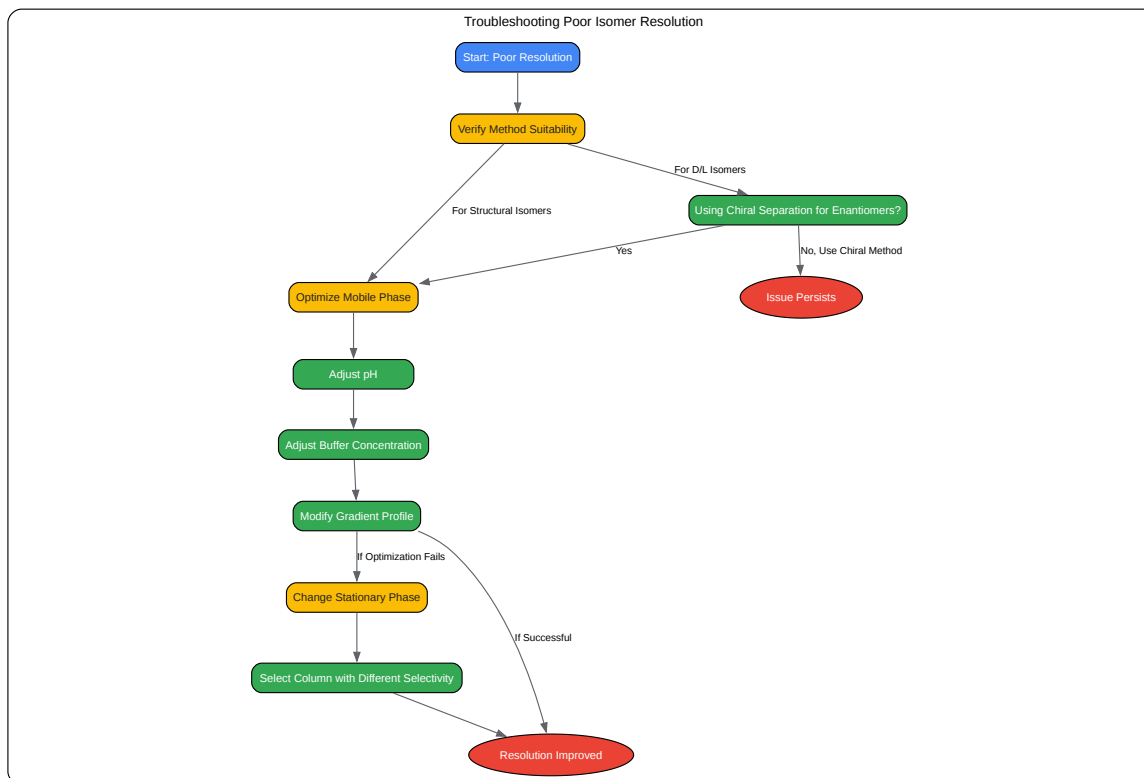 Troubleshooting Poor Isomer Resolution
Start: Poor Resolution
Verify Method Suitability
For D/L Isomers
For Structural Isomers
Using Chiral Separation for Enantiomers?
Yes
No, Use Chiral Method
Optimize Mobile Phase
Issue Persists
Adjust pH
Adjust Buffer Concentration
Modify Gradient Profile
If Optimization Fails
Change Stationary Phase
If Successful
Select Column with Different Selectivity
Resolution Improved